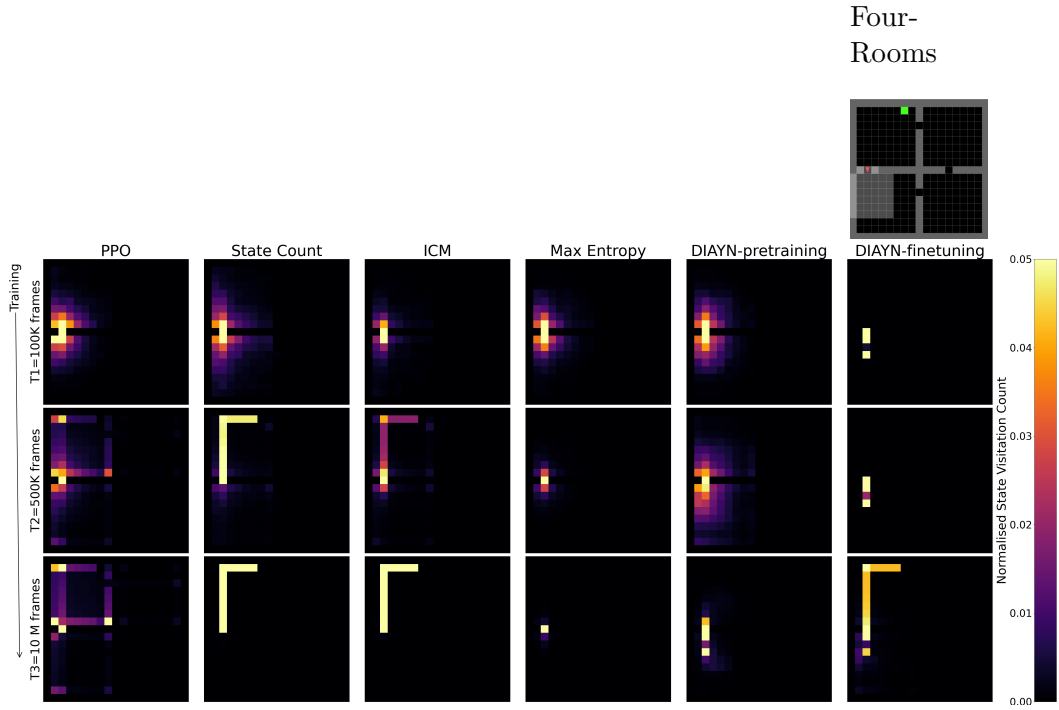 Four-
Rooms
PPO
State Count
ICM
Max Entropy
DIAYN-pretraining
DIAYN-finetuning
Training
T1=100K frames
T2=500K frames
T3=10 M frames
0.05
0.04
0.03
0.02
0.01
0.00
Normalised State Visitation Count